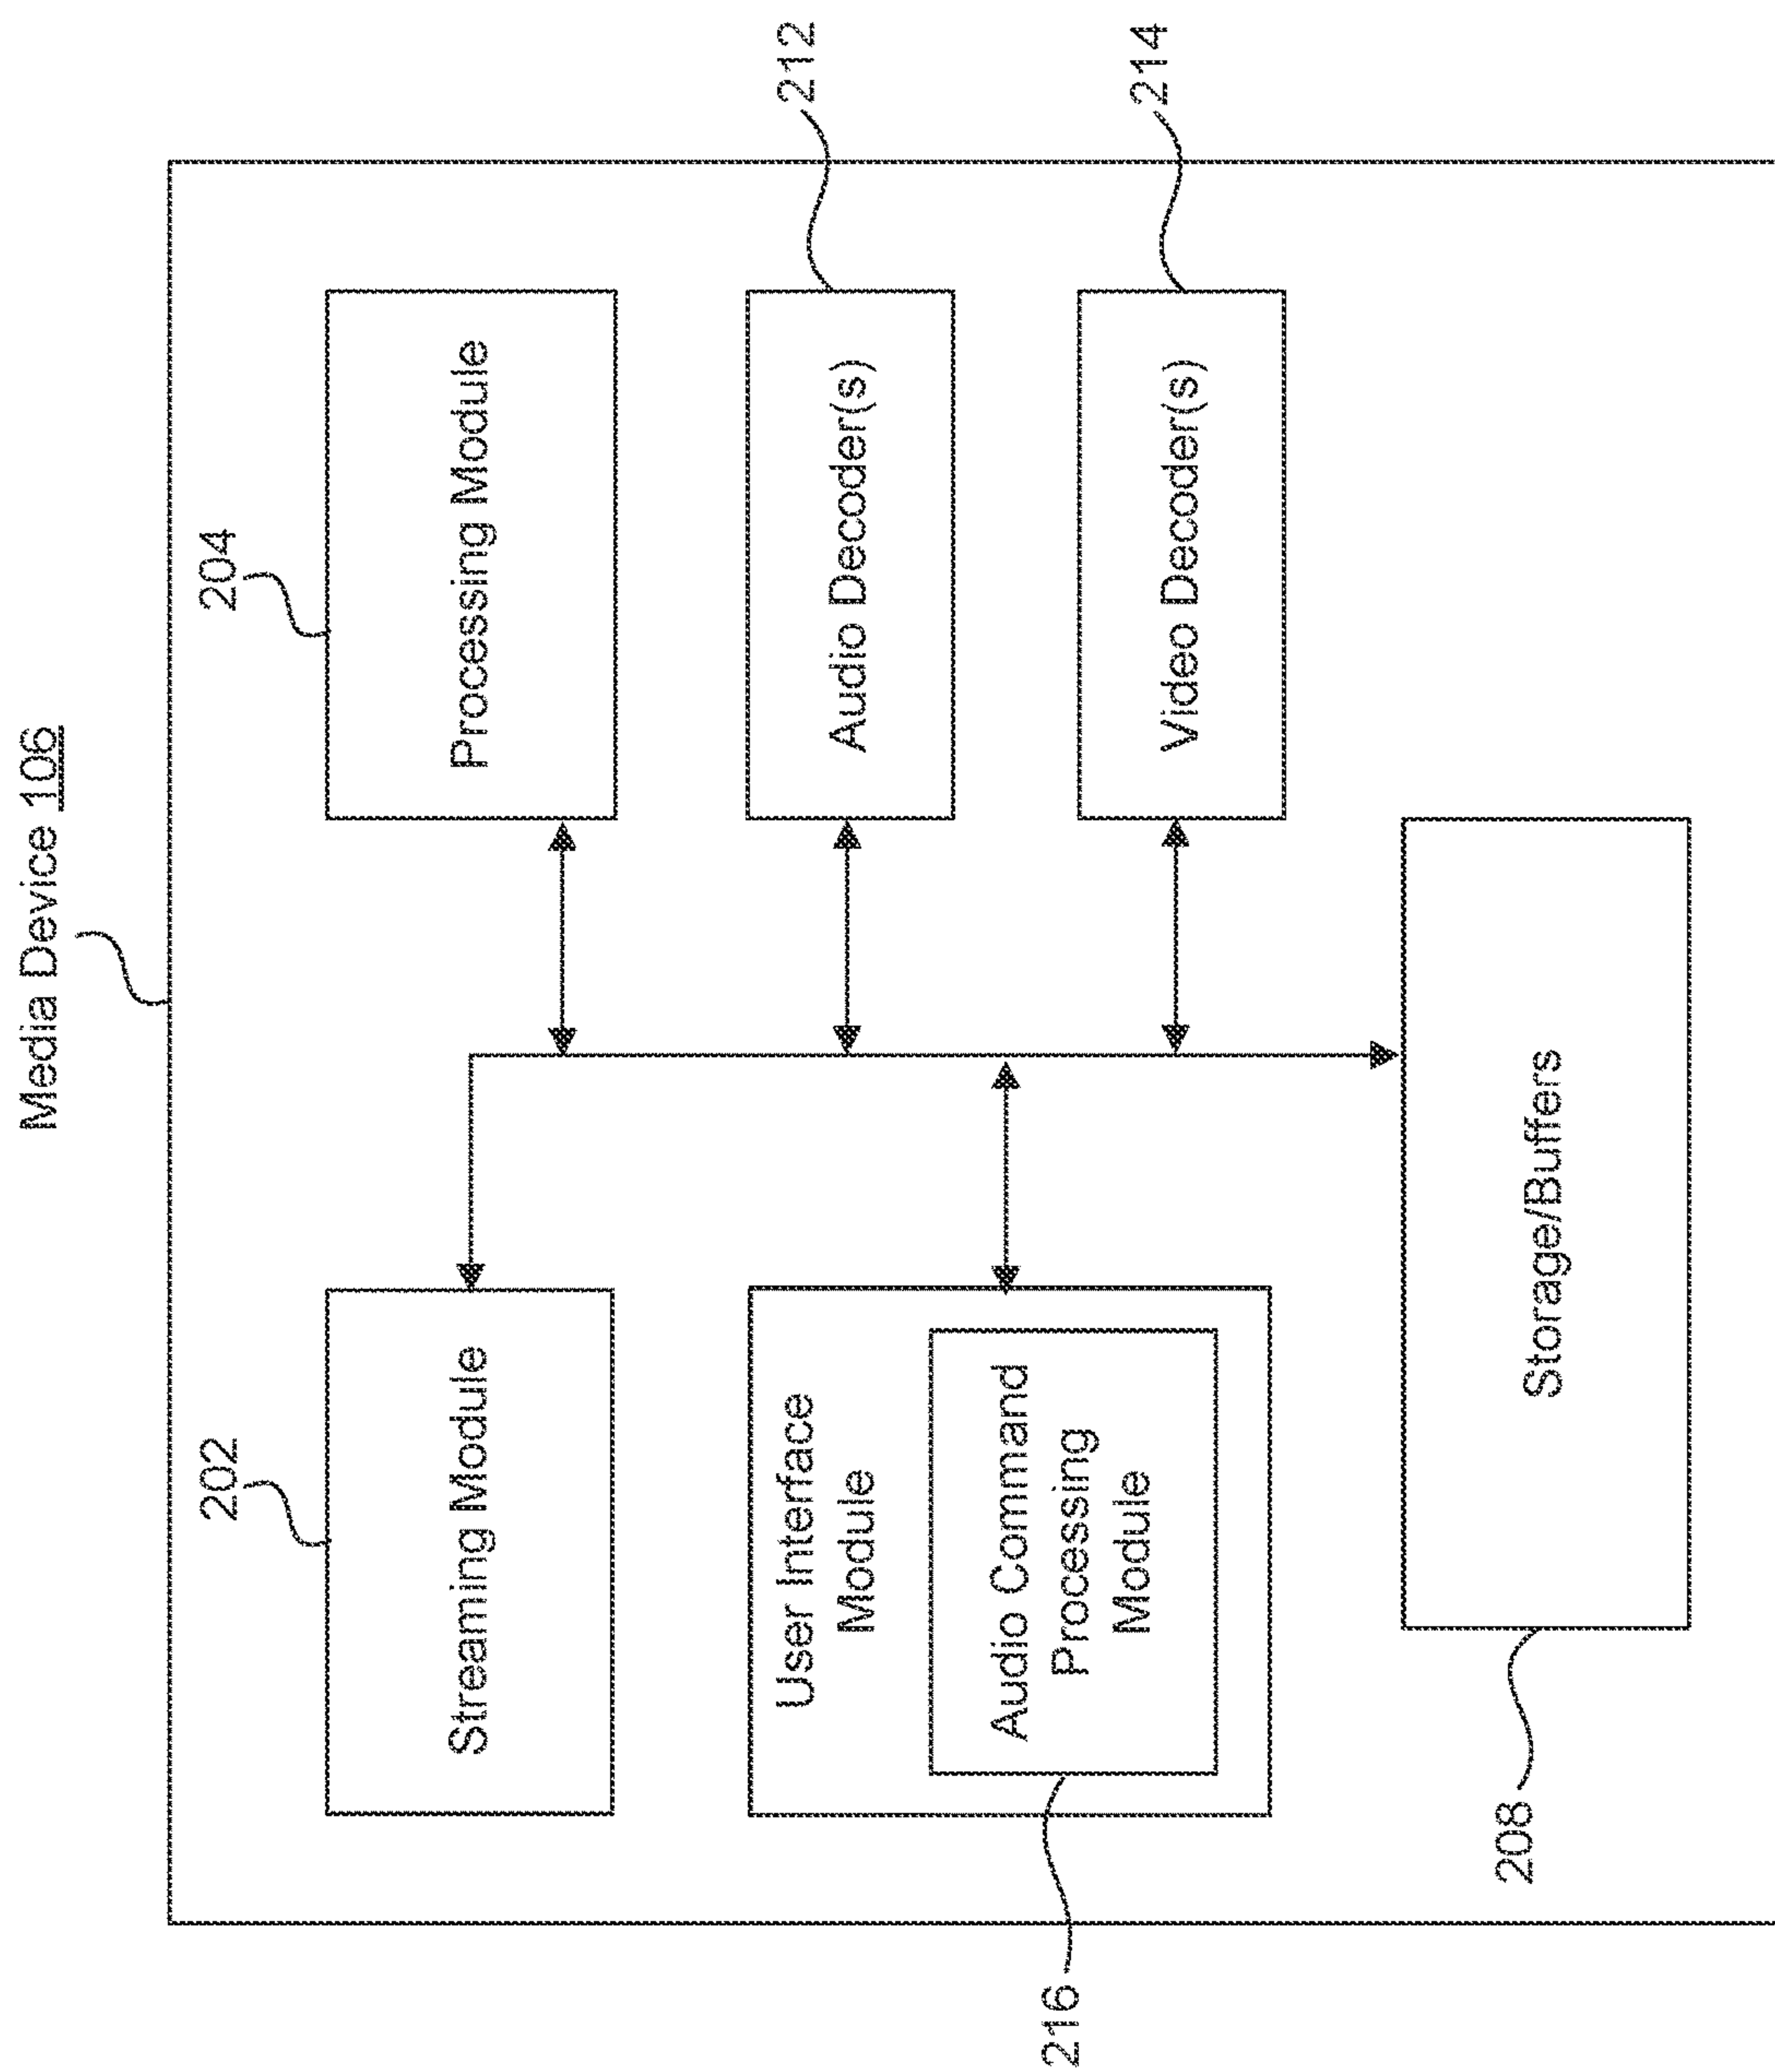 Media Device 106
202
204
Streaming Module
Processing Module
User Interface
Module
Audio Command
Processing
Module
216
Audio Decoder(s)
212
Video Decoder(s)
214
Storage/Buffers
208